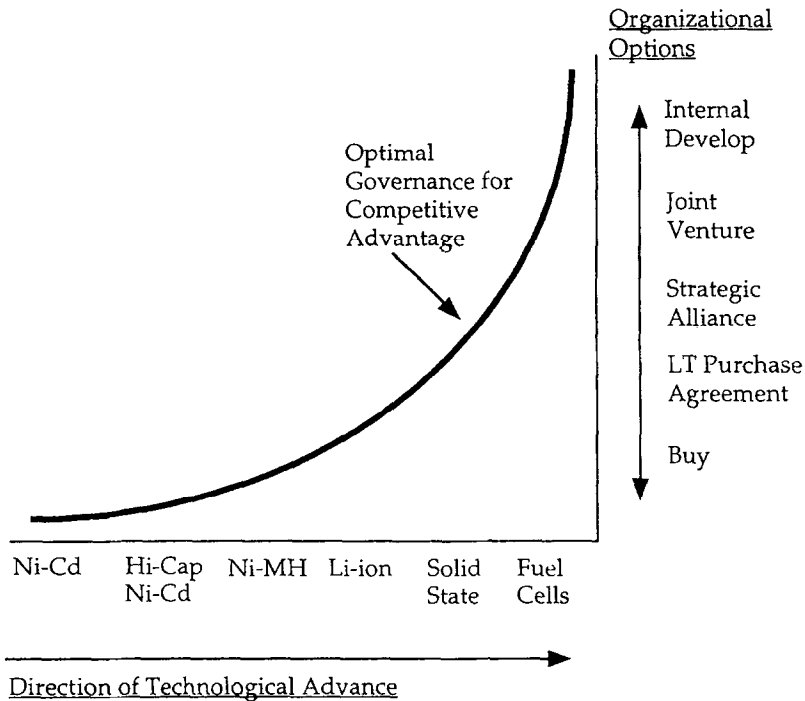 Organizational
Options
Internal
Develop
Optimal
Governance for
Competitive
Advantage
Joint
Venture
Strategic
Alliance
LT Purchase
Agreement
Buy
Ni-Cd
Hi-Cap
Ni-Cd
Ni-MH
Li-ion
Solid
State
Fuel
Cells
Direction of Technological Advance